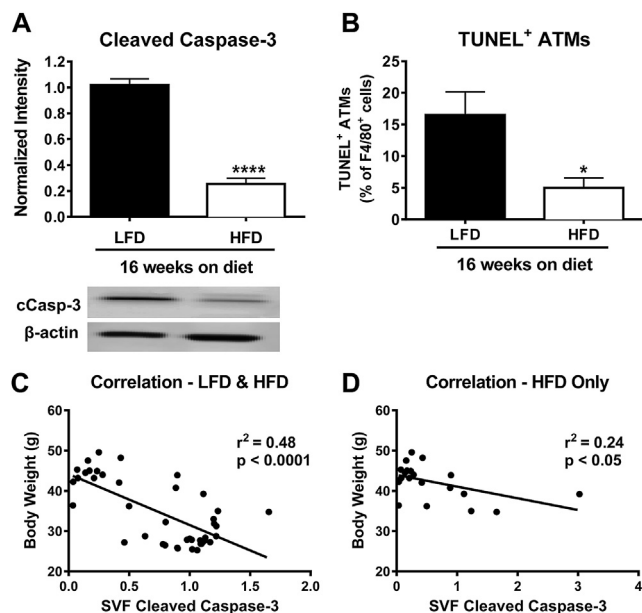 A
Cleaved Caspase-3
Normalized Intensity
1.2
1.0
0.8
0.6
0.4
0.2
0.0
****
LFD HFD
16 weeks on diet
cCasp-3
β-actin
B
TUNEL+ ATMs
TUNEL+ ATMs
(% of F4/80+ cells)
25
20
15
10
5
0
*
LFD HFD
16 weeks on diet
C
Correlation - LFD & HFD
Body Weight (g)
60
50
40
30
20
r2 = 0.48
p < 0.0001
0.0 0.5 1.0 1.5 2.0
SVF Cleaved Caspase-3
D
Correlation - HFD Only
Body Weight (g)
60
50
40
30
20
r2 = 0.24
p < 0.05
0 1 2 3 4
SVF Cleaved Caspase-3